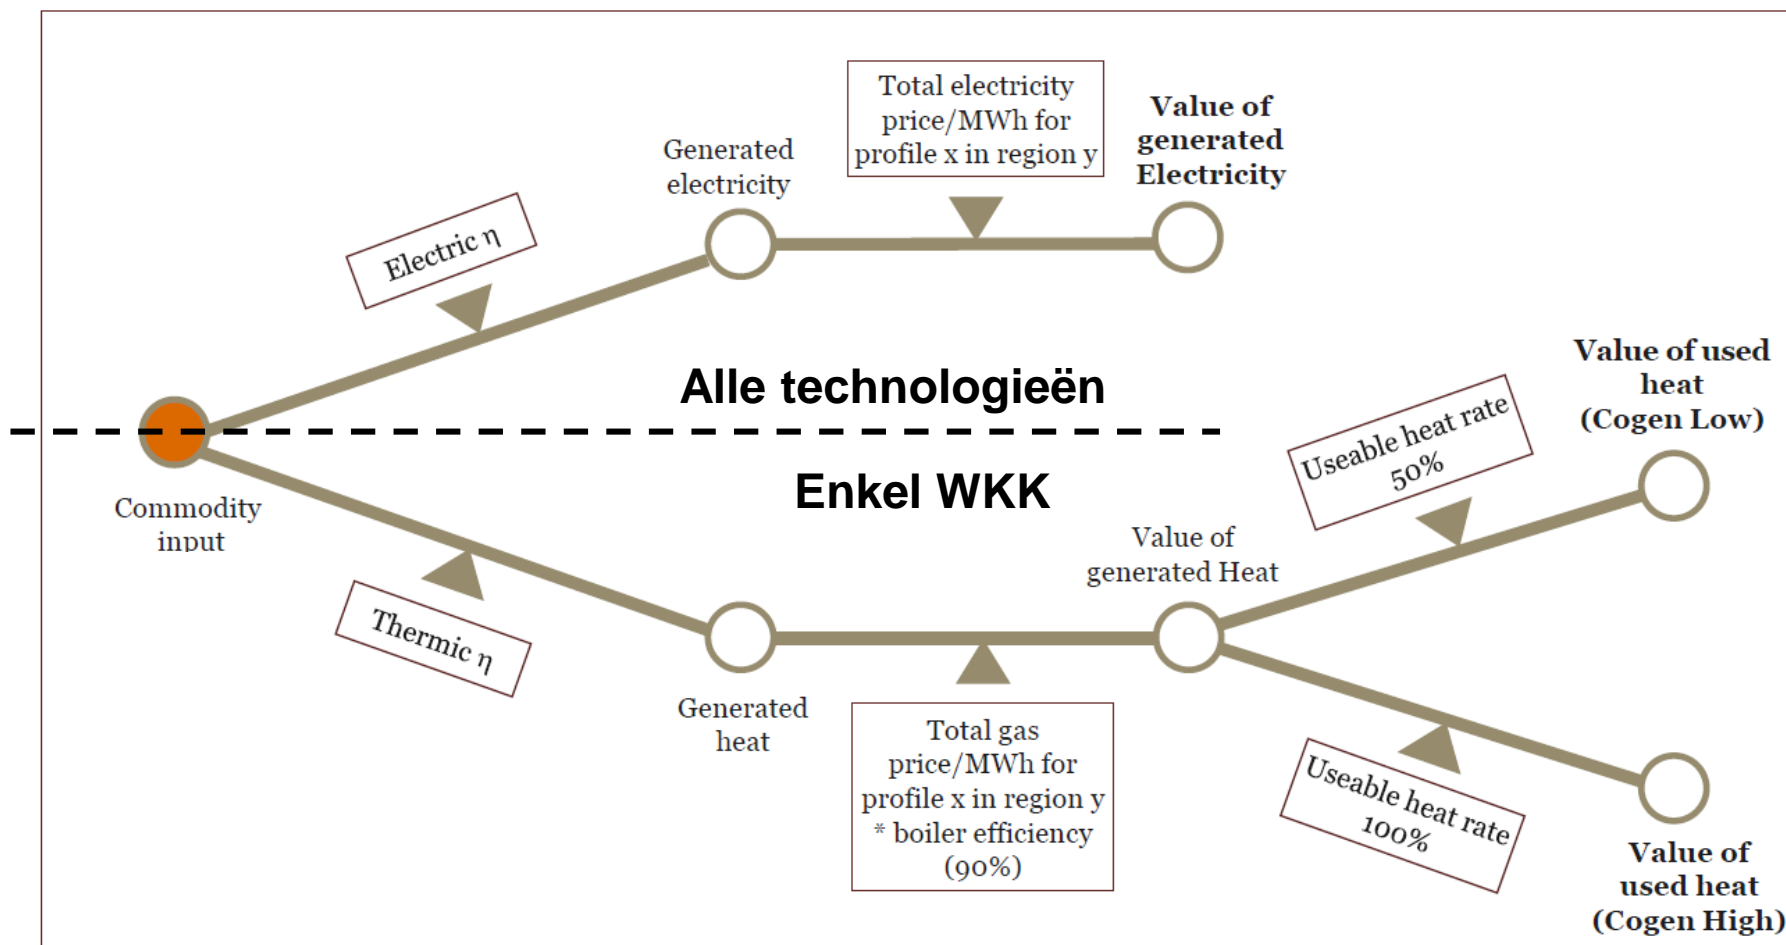 Total electricity
price/MWh for
profile x in region y
Value of
generated
Electricity
Generated
electricity
Electric η
Alle technologieën
Enkel WKK
Commodity
input
Thermic η
Generated
heat
Total gas
price/MWh for
profile x in region y
* boiler efficiency
(90%)
Value of
generated Heat
Useable heat rate
50%
Value of used
heat
(Cogen Low)
Useable heat rate
100%
Value of
used heat
(Cogen High)